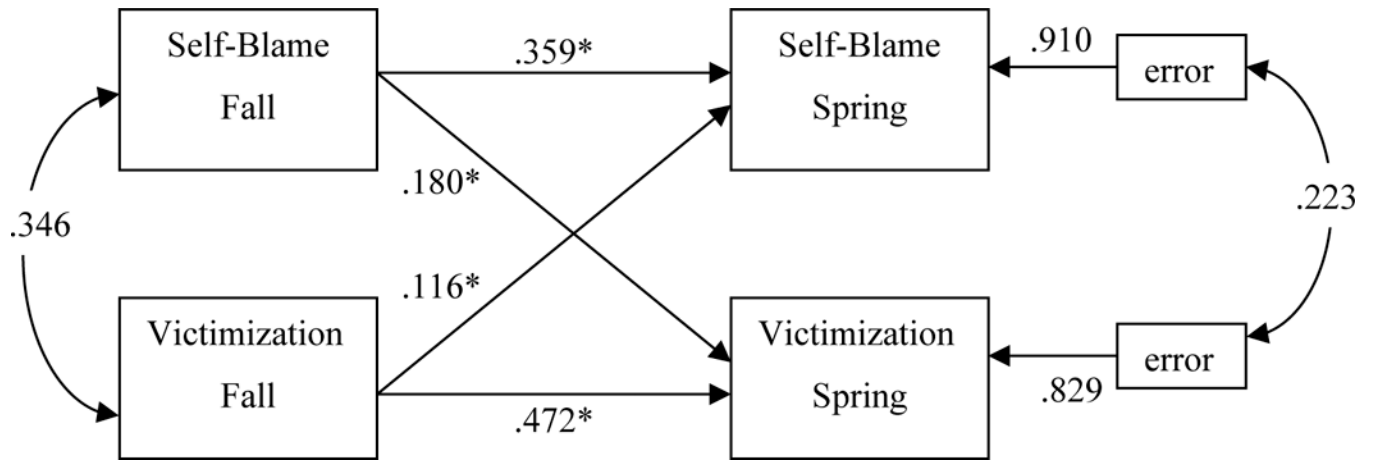 Self-Blame
Fall
.359*
Self-Blame
Spring
.910
error
.180*
.346
.223
.116*
Victimization
Fall
.472*
Victimization
Spring
.829
error